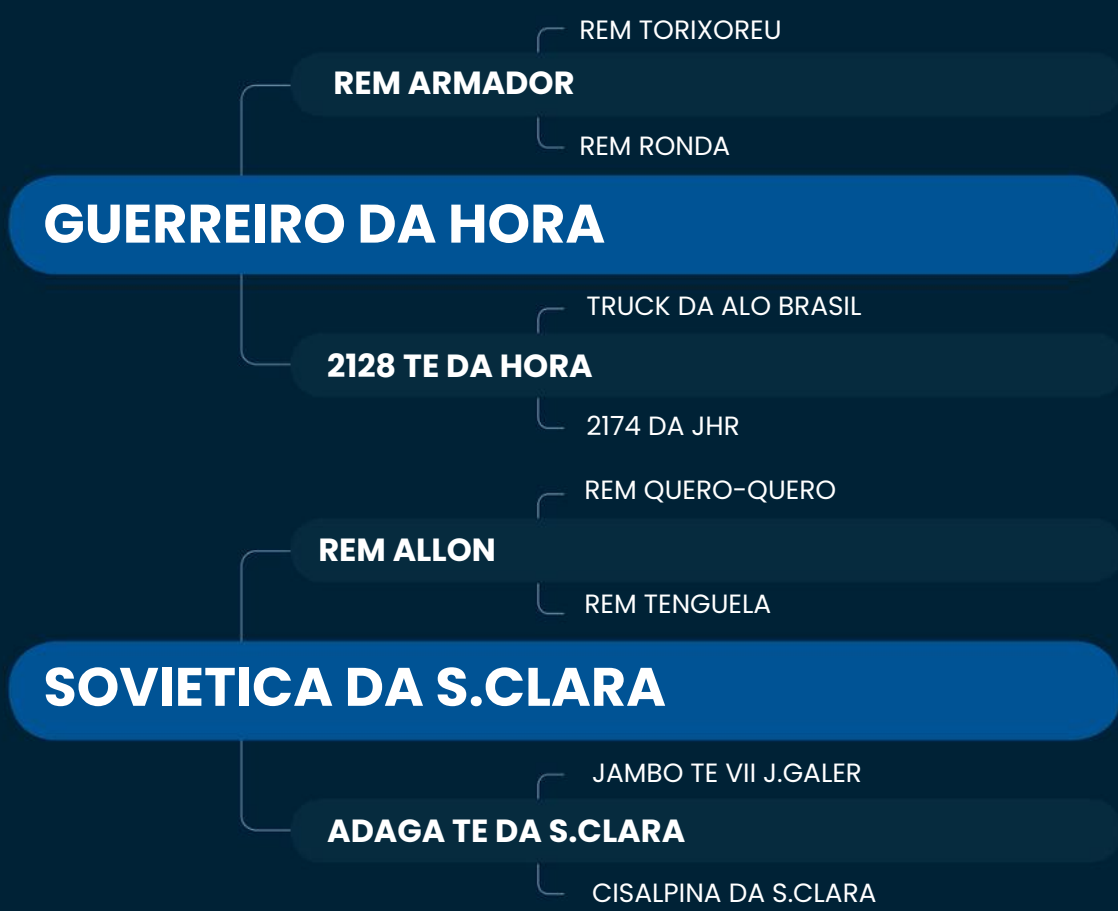 REM TORIXOREU
REM ARMADOR
REM RONDA
GUERREIRO DA HORA
TRUCK DA ALO BRASIL
2128 TE DA HORA
2174 DA JHR
REM QUERO-QUERO
REM ALLON
REM TENGUELA
SOVIETICA DA S.CLARA
JAMBO TE VII J.GALER
ADAGA TE DA S.CLARA
CISALPINA DA S.CLARA